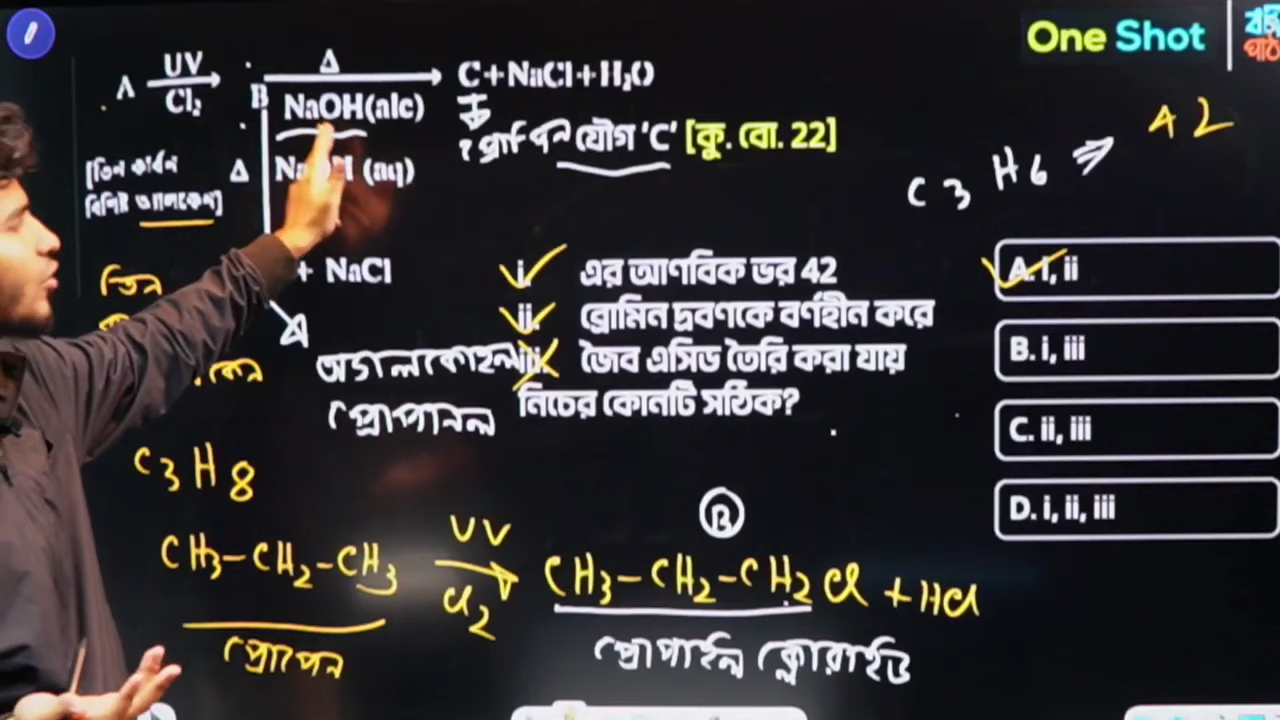 One Shot
A UV Cl₂
B Δ NaOH(alc) C+NaCl+H₂O
প্রোপিন যৌগ 'C' [কু. বো. 22]
[তিন কার্বন বিশিষ্ট অ্যালকেন]
Δ (aq)
C3H6 ⇒ 42
+ NaCl
i. এর আণবিক ভর 42
ii. ব্রোমিন দ্রবণকে বর্ণহীন করে
iii. জৈব এসিড তৈরি করা যায়
নিচের কোনটি সঠিক?
A. i, ii
B. i, iii
C. ii, iii
D. i, ii, iii
তিন
অ্যালকোহল
প্রোপানল
C3H8
B
CH3-CH2-CH3 UV Cl2 CH3-CH2-CH2Cl + HCl
প্রোপেন
প্রোপাইল ক্লোরাইড